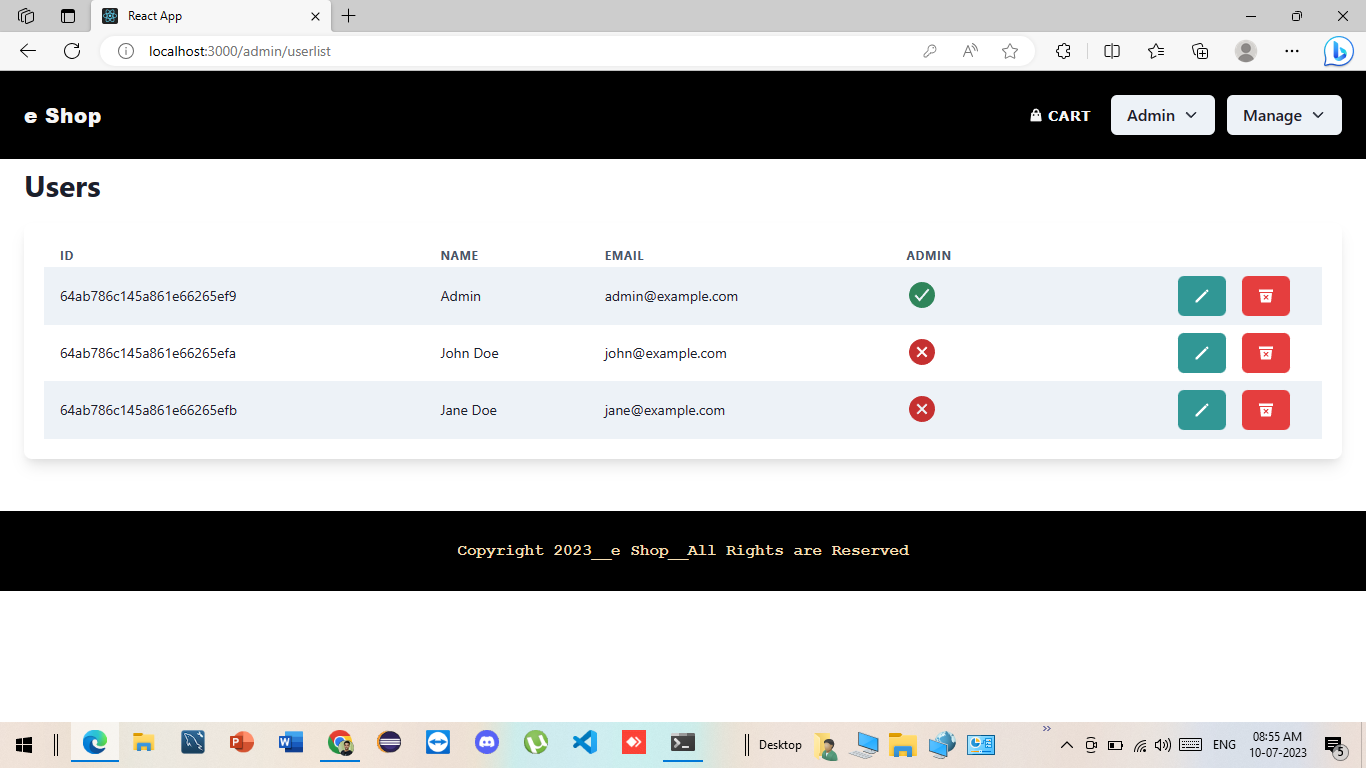 React App
localhost:3000/admin/userlist
e Shop
CART
Admin
Manage
Users
ID NAME EMAIL ADMIN
64ab786c145a861e66265ef9 Admin admin@example.com
64ab786c145a861e66265efa John Doe john@example.com
64ab786c145a861e66265efb Jane Doe jane@example.com
Copyright 2023__e Shop__All Rights are Reserved
Desktop
ENG
08:55 AM
10-07-2023
5